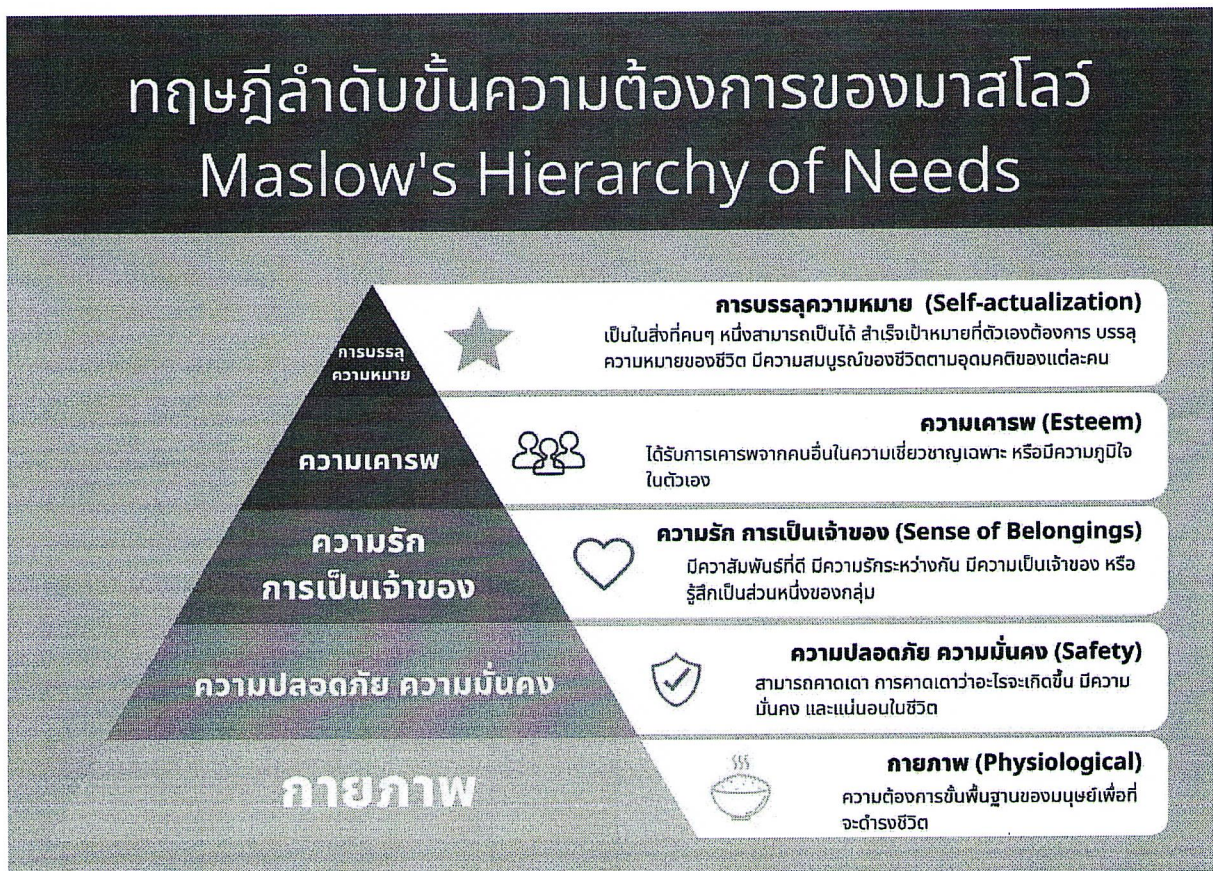 ทฤษฎีลำดับขั้นความต้องการของมาสโลว์
Maslow's Hierarchy of Needs
การบรรลุ
ความหมาย
การบรรลุความหมาย (Self-actualization)
เป็นในสิ่งที่คนๆ หนึ่งสามารถเป็นได้ สำเร็จเป้าหมายที่ตัวเองต้องการ บรรลุ
ความหมายของชีวิต มีความสมบูรณ์ของชีวิตตามอุดมคติของแต่ละคน
ความเคารพ
ความเคารพ (Esteem)
ได้รับการเคารพจากคนอื่นในความเชี่ยวชาญเฉพาะ หรือมีความภูมิใจ
ในตัวเอง
ความรัก
การเป็นเจ้าของ
ความรัก การเป็นเจ้าของ (Sense of Belongings)
มีควาสัมพันธ์ที่ดี มีความรักระหว่างกัน มีความเป็นเจ้าของ หรือ
รู้สึกเป็นส่วนหนึ่งของกลุ่ม
ความปลอดภัย ความมั่นคง
ความปลอดภัย ความมั่นคง (Safety)
สามารถคาดเดา การคาดเดาว่าอะไรจะเกิดขึ้น มีความ
มั่นคง และแน่นอนในชีวิต
กายภาพ
กายภาพ (Physiological)
ความต้องการขั้นพื้นฐานของมนุษย์เพื่อที่
จะดำรงชีวิต